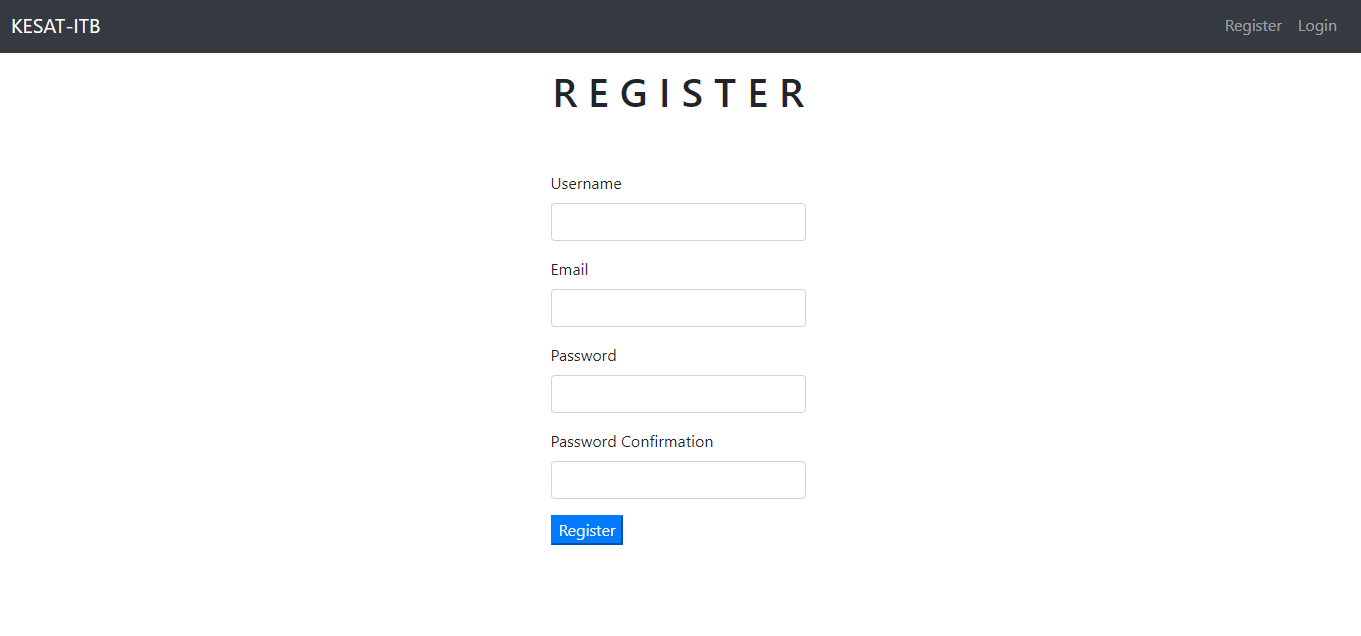 KESAT-ITB Register Login
R E G I S T E R
Username
Email
Password
Password Confirmation
Register